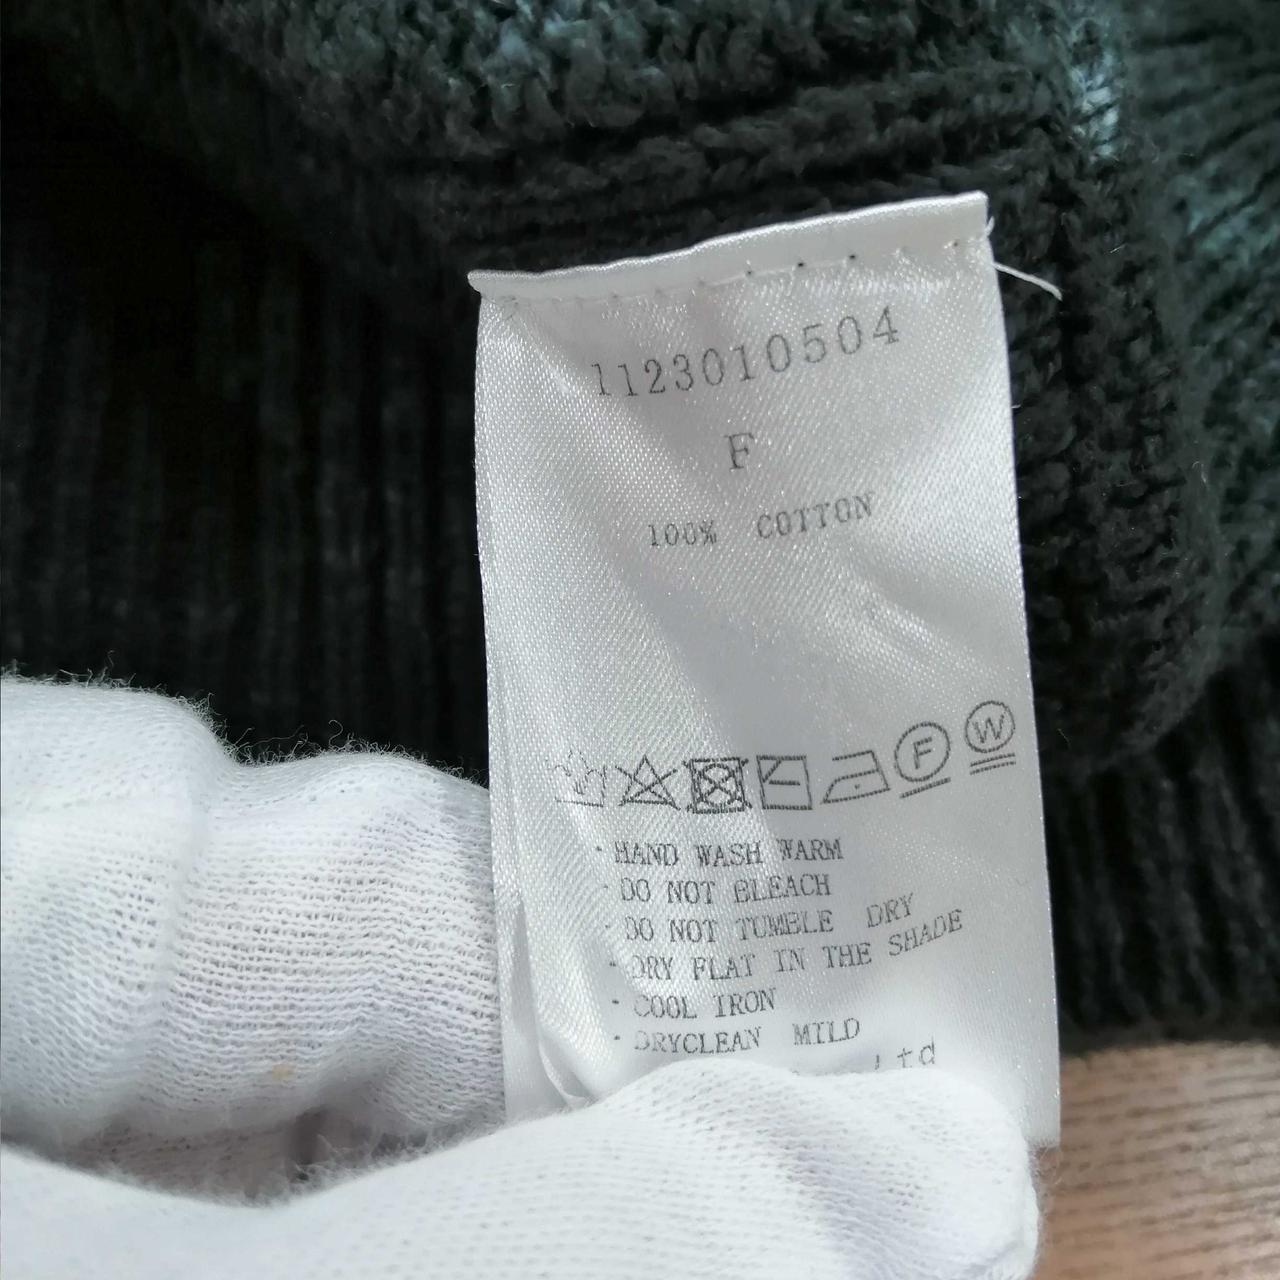 1123010504
F
100% COTTON
F W
· HAND WASH WARM
· DO NOT BLEACH
· DO NOT TUMBLE DRY
· DRY FLAT IN THE SHADE
· COOL IRON
· DRYCLEAN MILD
Ltd